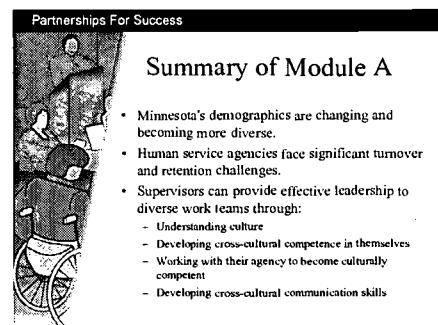 Partnerships For Success
Summary of Module A
• Minnesota's demographics are changing and
becoming more diverse.
• Human service agencies face significant turnover
and retention challenges.
• Supervisors can provide effective leadership to
diverse work teams through:
– Understanding culture
– Developing cross-cultural competence in themselves
– Working with their agency to become culturally
competent
– Developing cross-cultural communication skills